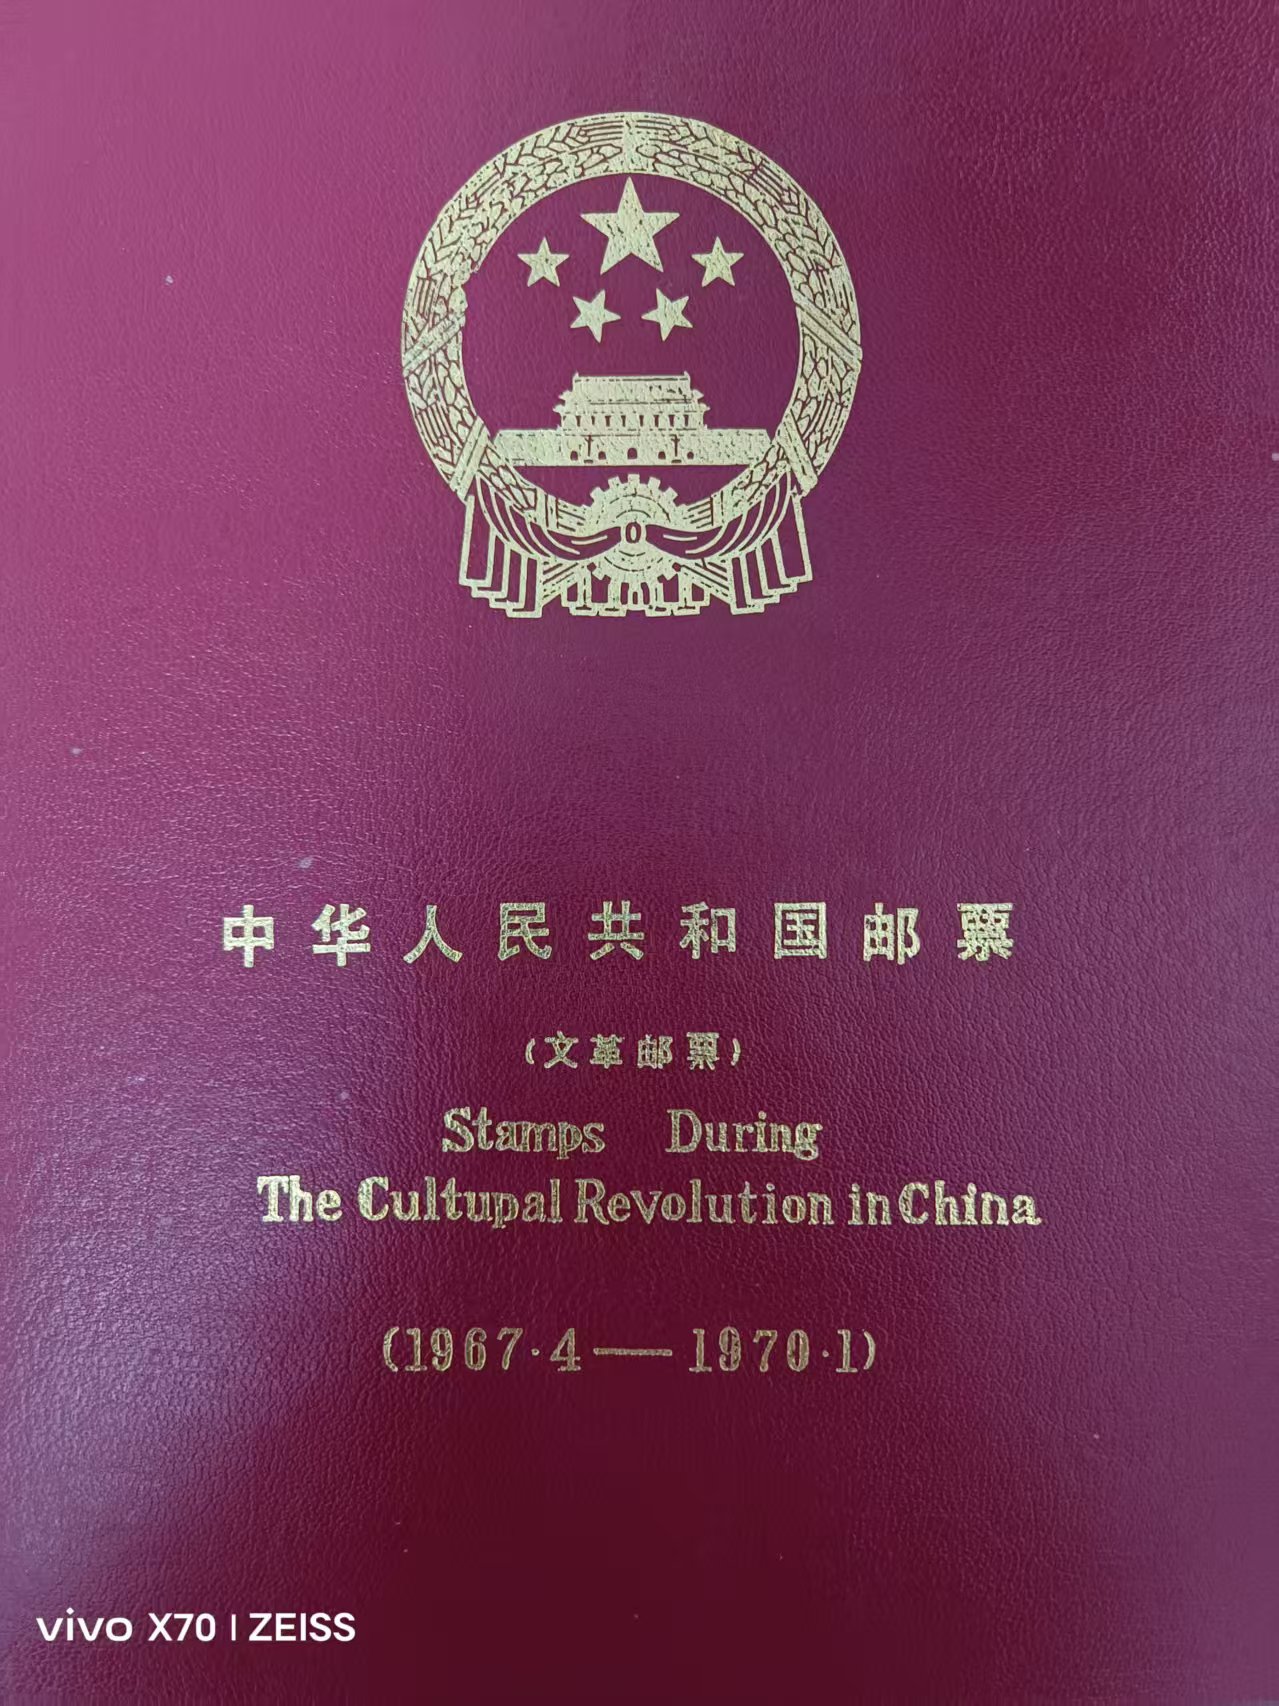 中华人民共和国邮票
(文革邮票)
Stamps During
The Cultupal Revolution in China
(1967·4—1970·1)
vivo X70 | ZEISS